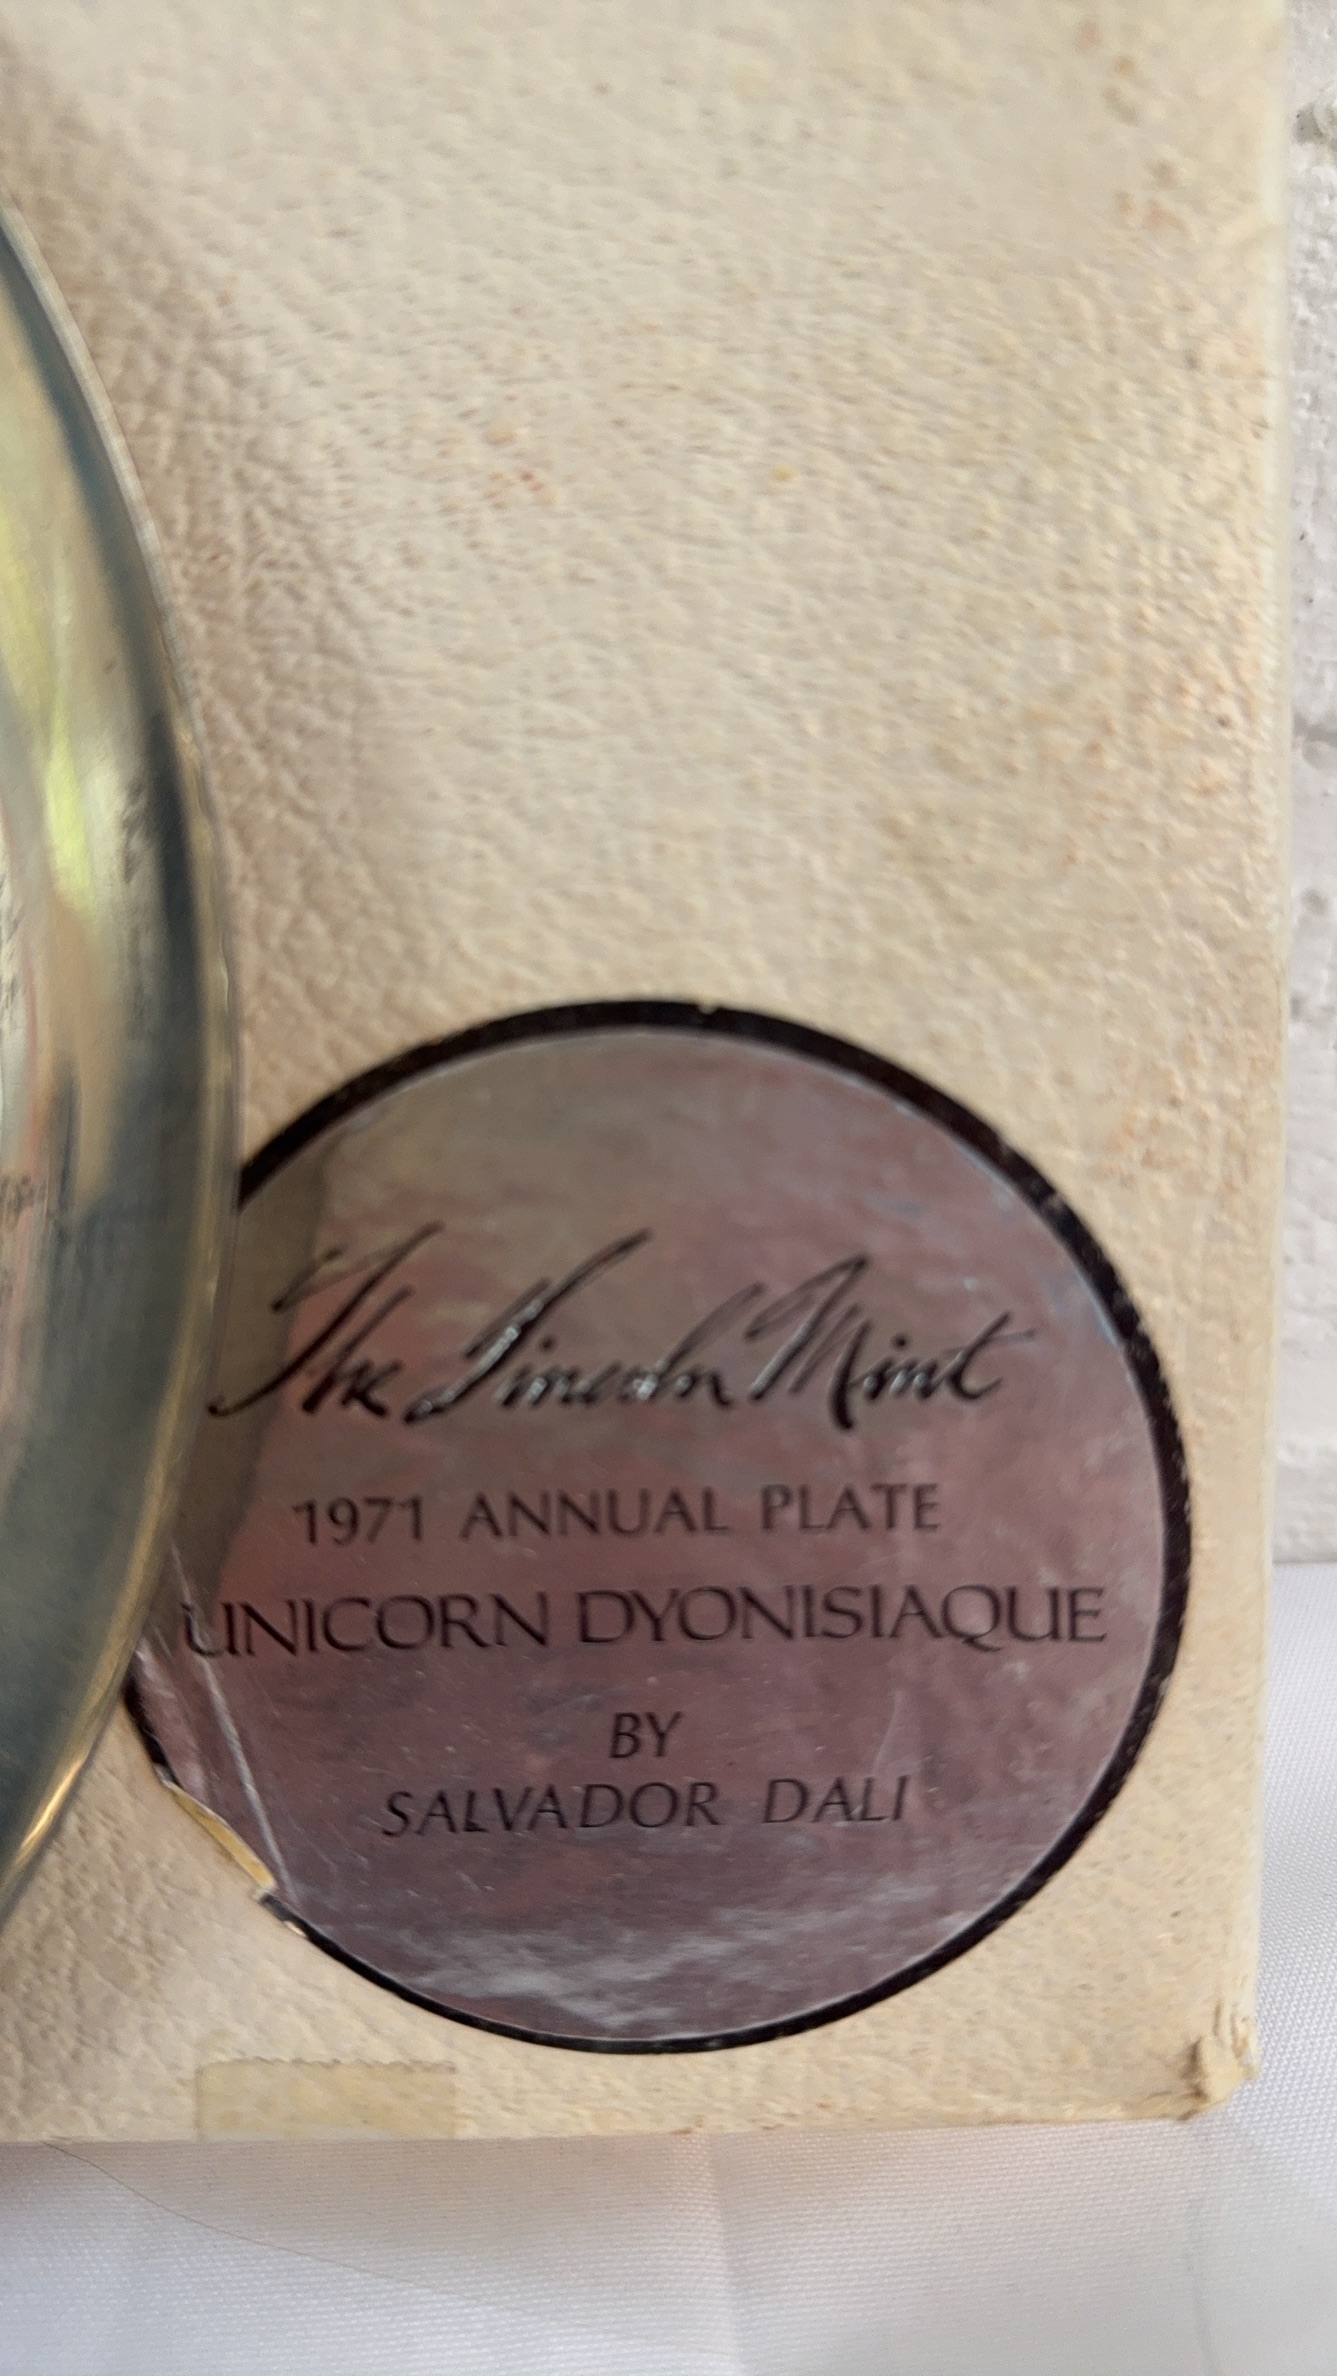 The Lincoln Mint
1971 ANNUAL PLATE
UNICORN DYONISIAQUE
BY
SALVADOR DALI